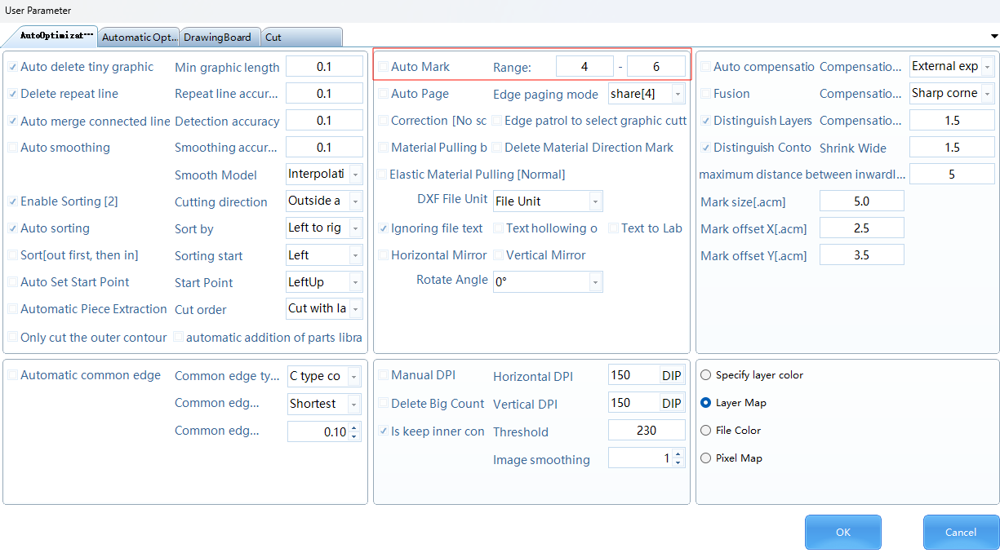 User Parameter
AutoOptimizat···
Automatic Opt...
DrawingBoard
Cut
Auto delete tiny graphic Min graphic length 0.1
Delete repeat line Repeat line accur... 0.1
Auto merge connected line Detection accuracy 0.1
Auto smoothing Smoothing accur... 0.1
Smooth Model Interpolati
Enable Sorting [2] Cutting direction Outside a
Auto sorting Sort by Left to rig
Sort[out first, then in] Sorting start Left
Auto Set Start Point Start Point LeftUp
Automatic Piece Extraction Cut order Cut with la
Only cut the outer contour automatic addition of parts libra
Auto Mark Range: 4 - 6
Auto Page Edge paging mode share[4]
Correction [No sc Edge patrol to select graphic cutt
Material Pulling b Delete Material Direction Mark
Elastic Material Pulling [Normal]
DXF File Unit File Unit
Ignoring file text Text hollowing o Text to Lab
Horizontal Mirror Vertical Mirror
Rotate Angle 0°
Auto compensatio Compensatio... External exp
Fusion Compensatio... Sharp corne
Distinguish Layers Compensatio... 1.5
Distinguish Conto Shrink Wide 1.5
maximum distance between inwardl... 5
Mark size[.acm] 5.0
Mark offset X[.acm] 2.5
Mark offset Y[.acm] 3.5
Automatic common edge Common edge ty... C type co
Common edg... Shortest
Common edg... 0.10
Manual DPI Horizontal DPI 150 DIP
Delete Big Count Vertical DPI 150 DIP
Is keep inner con Threshold 230
Image smoothing 1
Specify layer color
Layer Map
File Color
Pixel Map
OK
Cancel